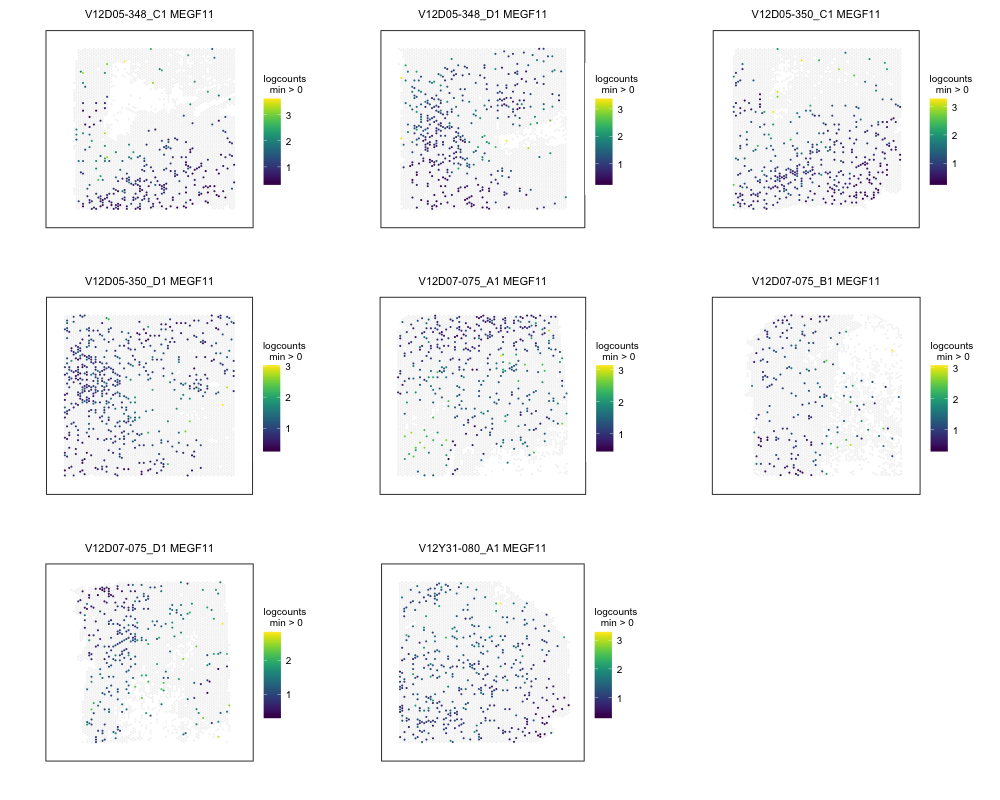 V12D05-348_C1 MEGF11
logcounts
min > 0
3
2
1
V12D05-348_D1 MEGF11
logcounts
min > 0
3
2
1
V12D05-350_C1 MEGF11
logcounts
min > 0
3
2
1
V12D05-350_D1 MEGF11
logcounts
min > 0
3
2
1
V12D07-075_A1 MEGF11
logcounts
min > 0
3
2
1
V12D07-075_B1 MEGF11
logcounts
min > 0
3
2
1
V12D07-075_D1 MEGF11
logcounts
min > 0
2
1
V12Y31-080_A1 MEGF11
logcounts
min > 0
3
2
1